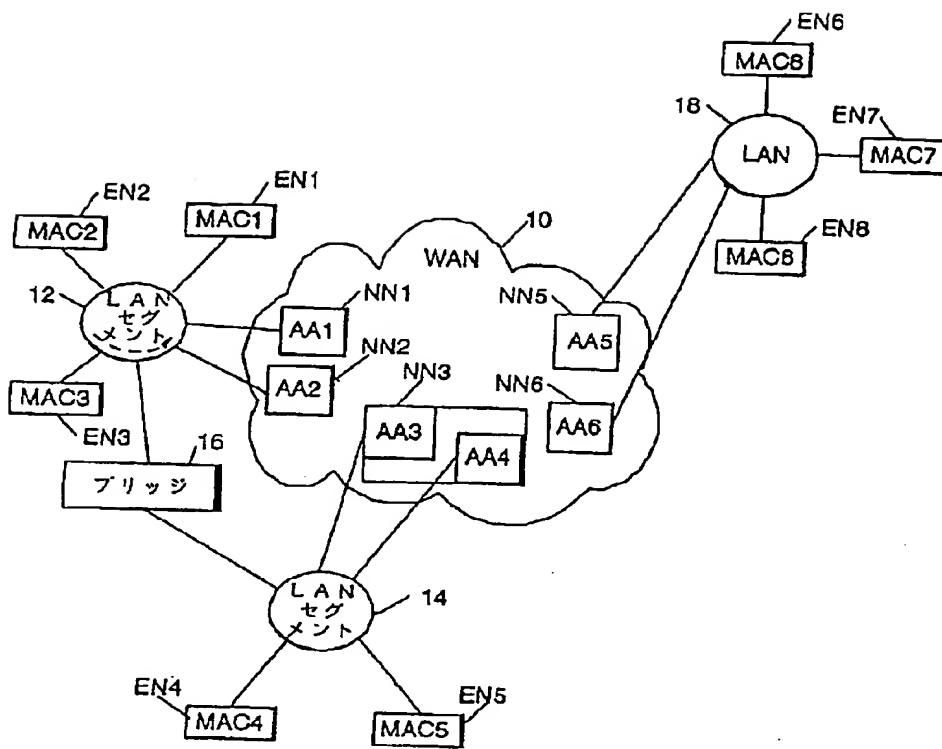 EN6
MAC6
18
EN7
LAN
MAC7
EN8
MAC8
EN2
MAC2
EN1
MAC1
10
WAN
12
LAN
セグ
メント
NN1
AA1
NN2
AA2
NN5
AA5
NN3
AA3
AA4
NN6
AA6
MAC3
EN3
16
ブリッジ
LAN
セグ
メント
14
EN4
MAC4
EN5
MAC5